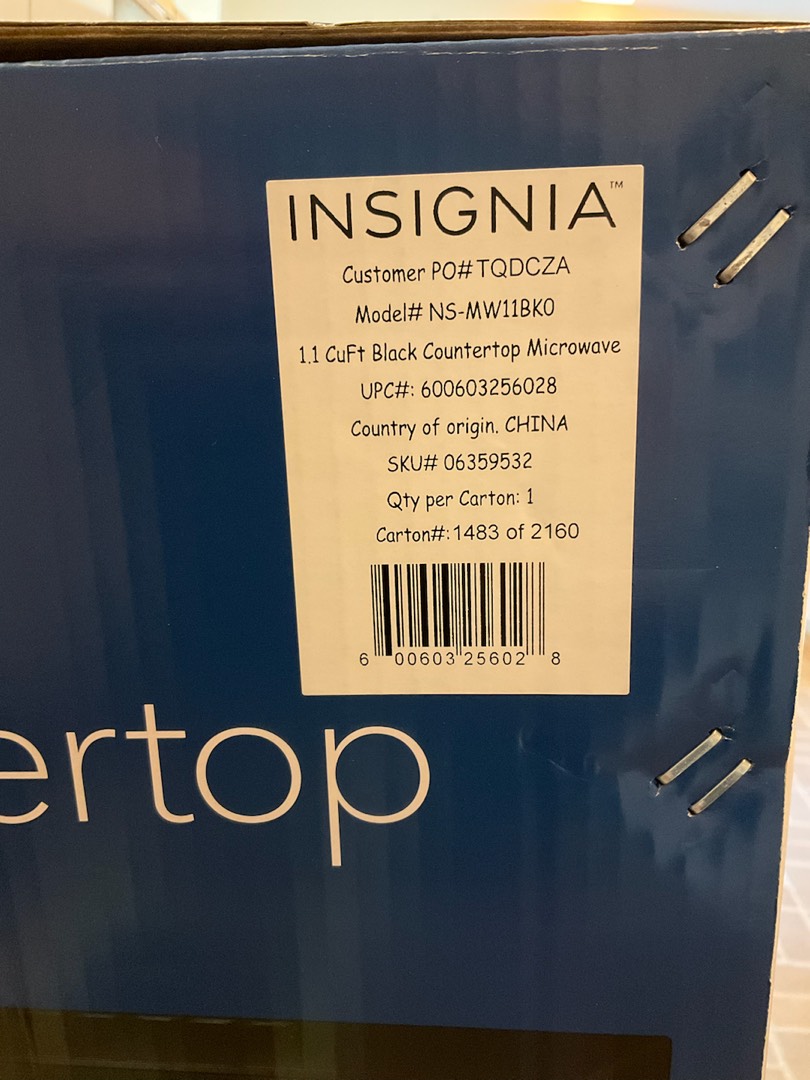 INSIGNIA™
Customer PO# TQDCZA
Model# NS-MW11BK0
1.1 CuFt Black Countertop Microwave
UPC#: 600603256028
Country of origin. CHINA
SKU# 06359532
Qty per Carton: 1
Carton#: 1483 of 2160
6 00603 25602 8
ertop